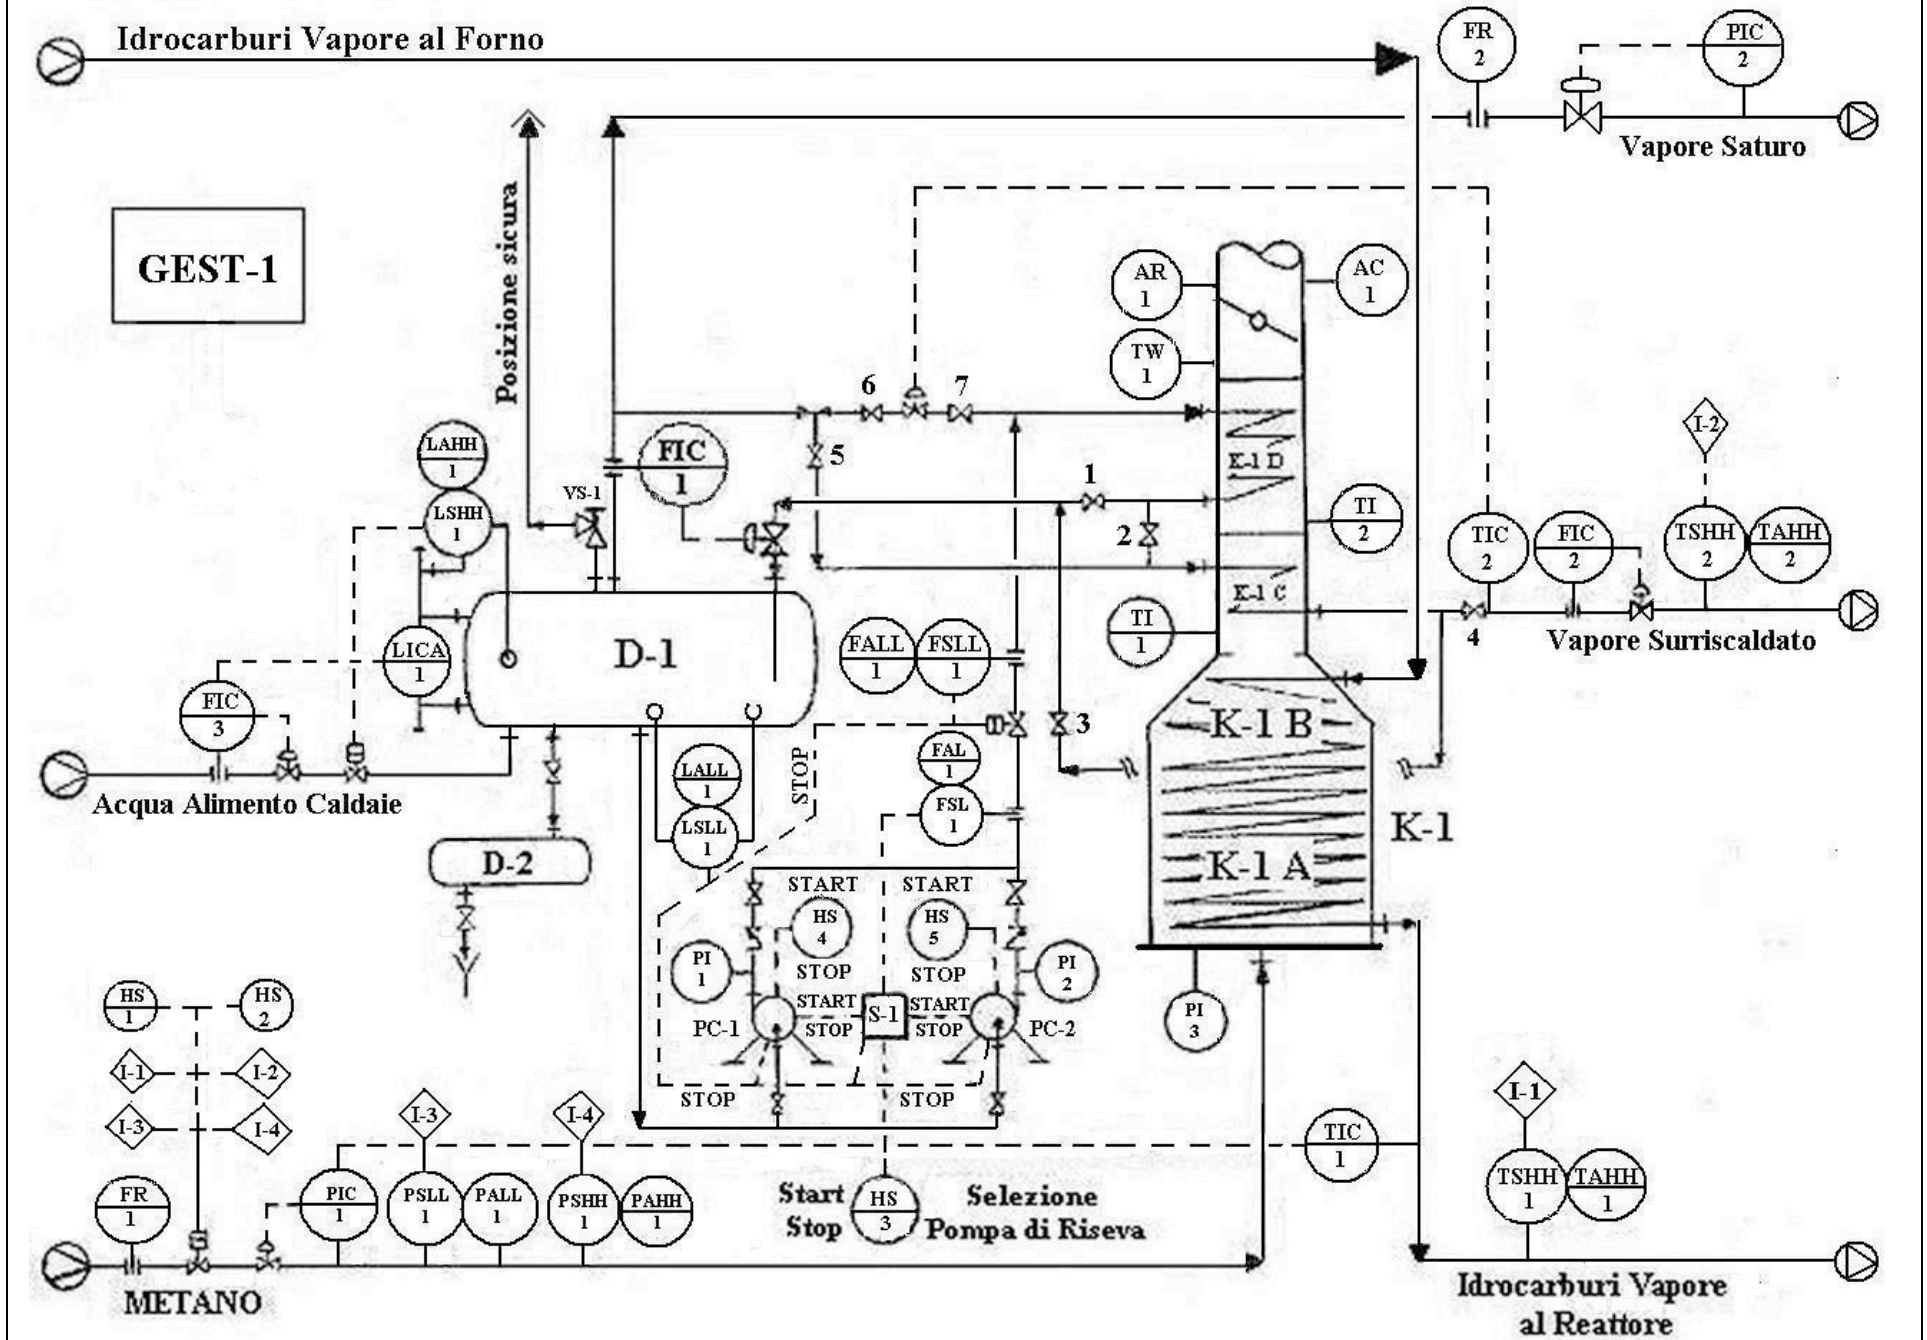 Idrocarburi Vapore al Forno
FR
2
PIC
2
Vapore Saturo
GEST-1
Posizione sicura
AR
1
AC
1
TW
1
6
7
5
K-1 D
1
2
LAHH
1
LSHH
1
VS-1
FIC
1
TI
2
I-2
TIC
2
FIC
2
TSHH
2
TAHH
2
K-1 C
4
Vapore Surriscaldato
LICA
1
D-1
FALL
1
FSLL
1
TI
1
FIC
3
3
K-1 B
STOP
FAL
1
FSL
1
LALL
1
LSLL
1
Acqua Alimento Caldaie
D-2
K-1
K-1 A
START
START
HS
4
HS
5
STOP
STOP
PI
1
PI
2
START
STOP
S-1
START
STOP
PC-1
PC-2
PI
3
HS
1
HS
2
I-1
I-2
I-3
I-4
STOP
STOP
I-3
I-4
TIC
1
I-1
TSHH
1
TAHH
1
FR
1
PIC
1
PSLL
1
PALL
1
PSHH
1
PAHH
1
Start
Stop
HS
3
Selezione
Pompa di Riseva
METANO
Idrocarburi Vapore
al Reattore